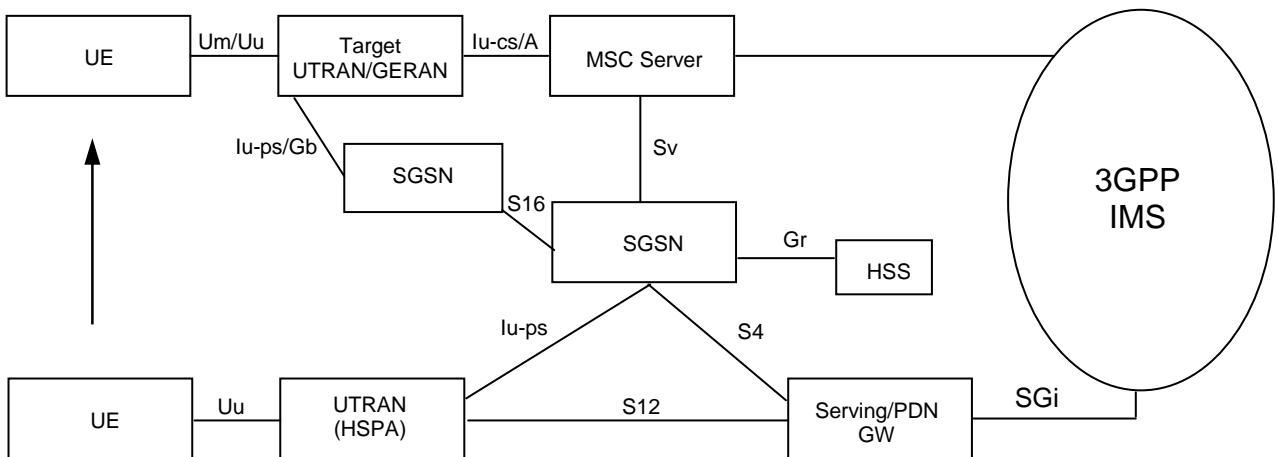 UE
Um/Uu
Target
UTRAN/GERAN
Iu-cs/A
MSC Server
Iu-ps/Gb
SGSN
S16
Sv
SGSN
Gr
HSS
3GPP
IMS
Iu-ps
S4
UE
Uu
UTRAN
(HSPA)
S12
Serving/PDN
GW
SGi